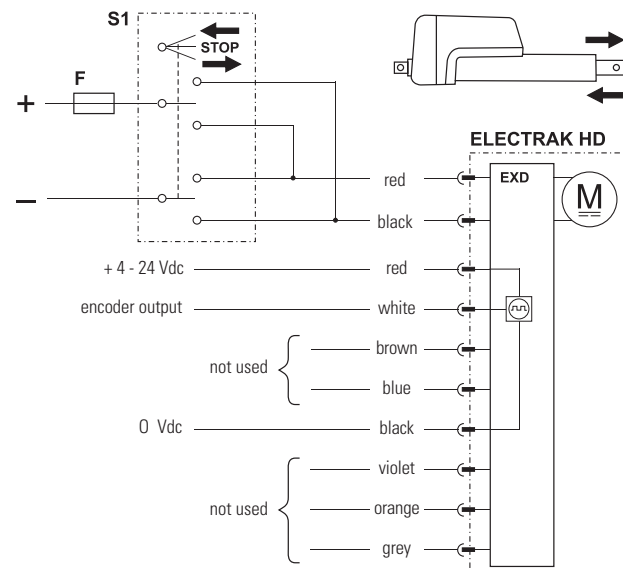 S1
STOP
F
+
–
ELECTRAK HD
EXD
M
red
black
+ 4 - 24 Vdc
red
encoder output
white
brown
not used
blue
0 Vdc
black
violet
not used
orange
grey